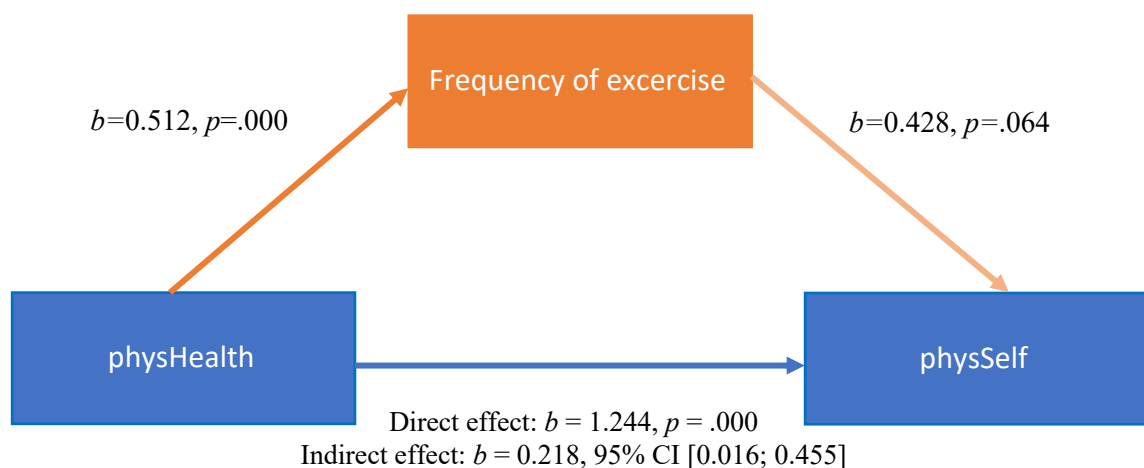 Frequency of excercise
b=0.512, p=.000
b=0.428, p=.064
physHealth
physSelf
Direct effect: b = 1.244, p = .000
Indirect effect: b = 0.218, 95% CI [0.016; 0.455]